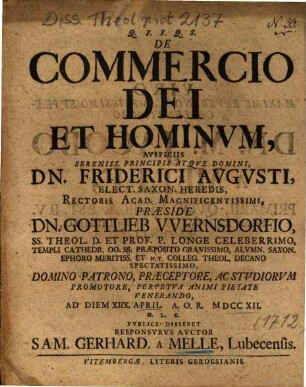 Diss. Theol. prot 2137
Q. F. F. Q. S.
DE
COMMERCIO
DEI
ET HOMINVM,
AVSPICIIS
SERENISS. PRINCIPIS ATQVE DOMINI,
DN. FRIDERICI AVGVSTI,
ELECT. SAXON. HEREDIS,
RECTORIS ACAD. MAGNIFICENTISSIMI,
PRÆSIDE
DN. GOTTLIEB VVERNSDORFIO,
SS. THEOL. D. ET PROF. P. LONGE CELEBERRIMO,
TEMPLI CATHEDR. OO. SS. PRÆPOSITO GRAVISSIMO, ALVMN. SAXON.
EPHORO MERITISS. ET H.T. COLLEG. THEOL. DECANO
SPECTATISSIMO,
DOMINO PATRONO, PRÆCEPTORE, AC STVDIORVM
PROMOTORE, PERPETVA ANIMI PIETATE
VENERANDO,
AD DIEM XIIX. APRIL. A. O. R. MDCCXII.
H. L. C.
PVBLICE DISSERET
RESPONSVRVS AVCTOR
SAM. GERHARD. A MELLE, Lubecensis.
(1712)
VITEMBERGÆ, LITERIS GERDESIANIS.